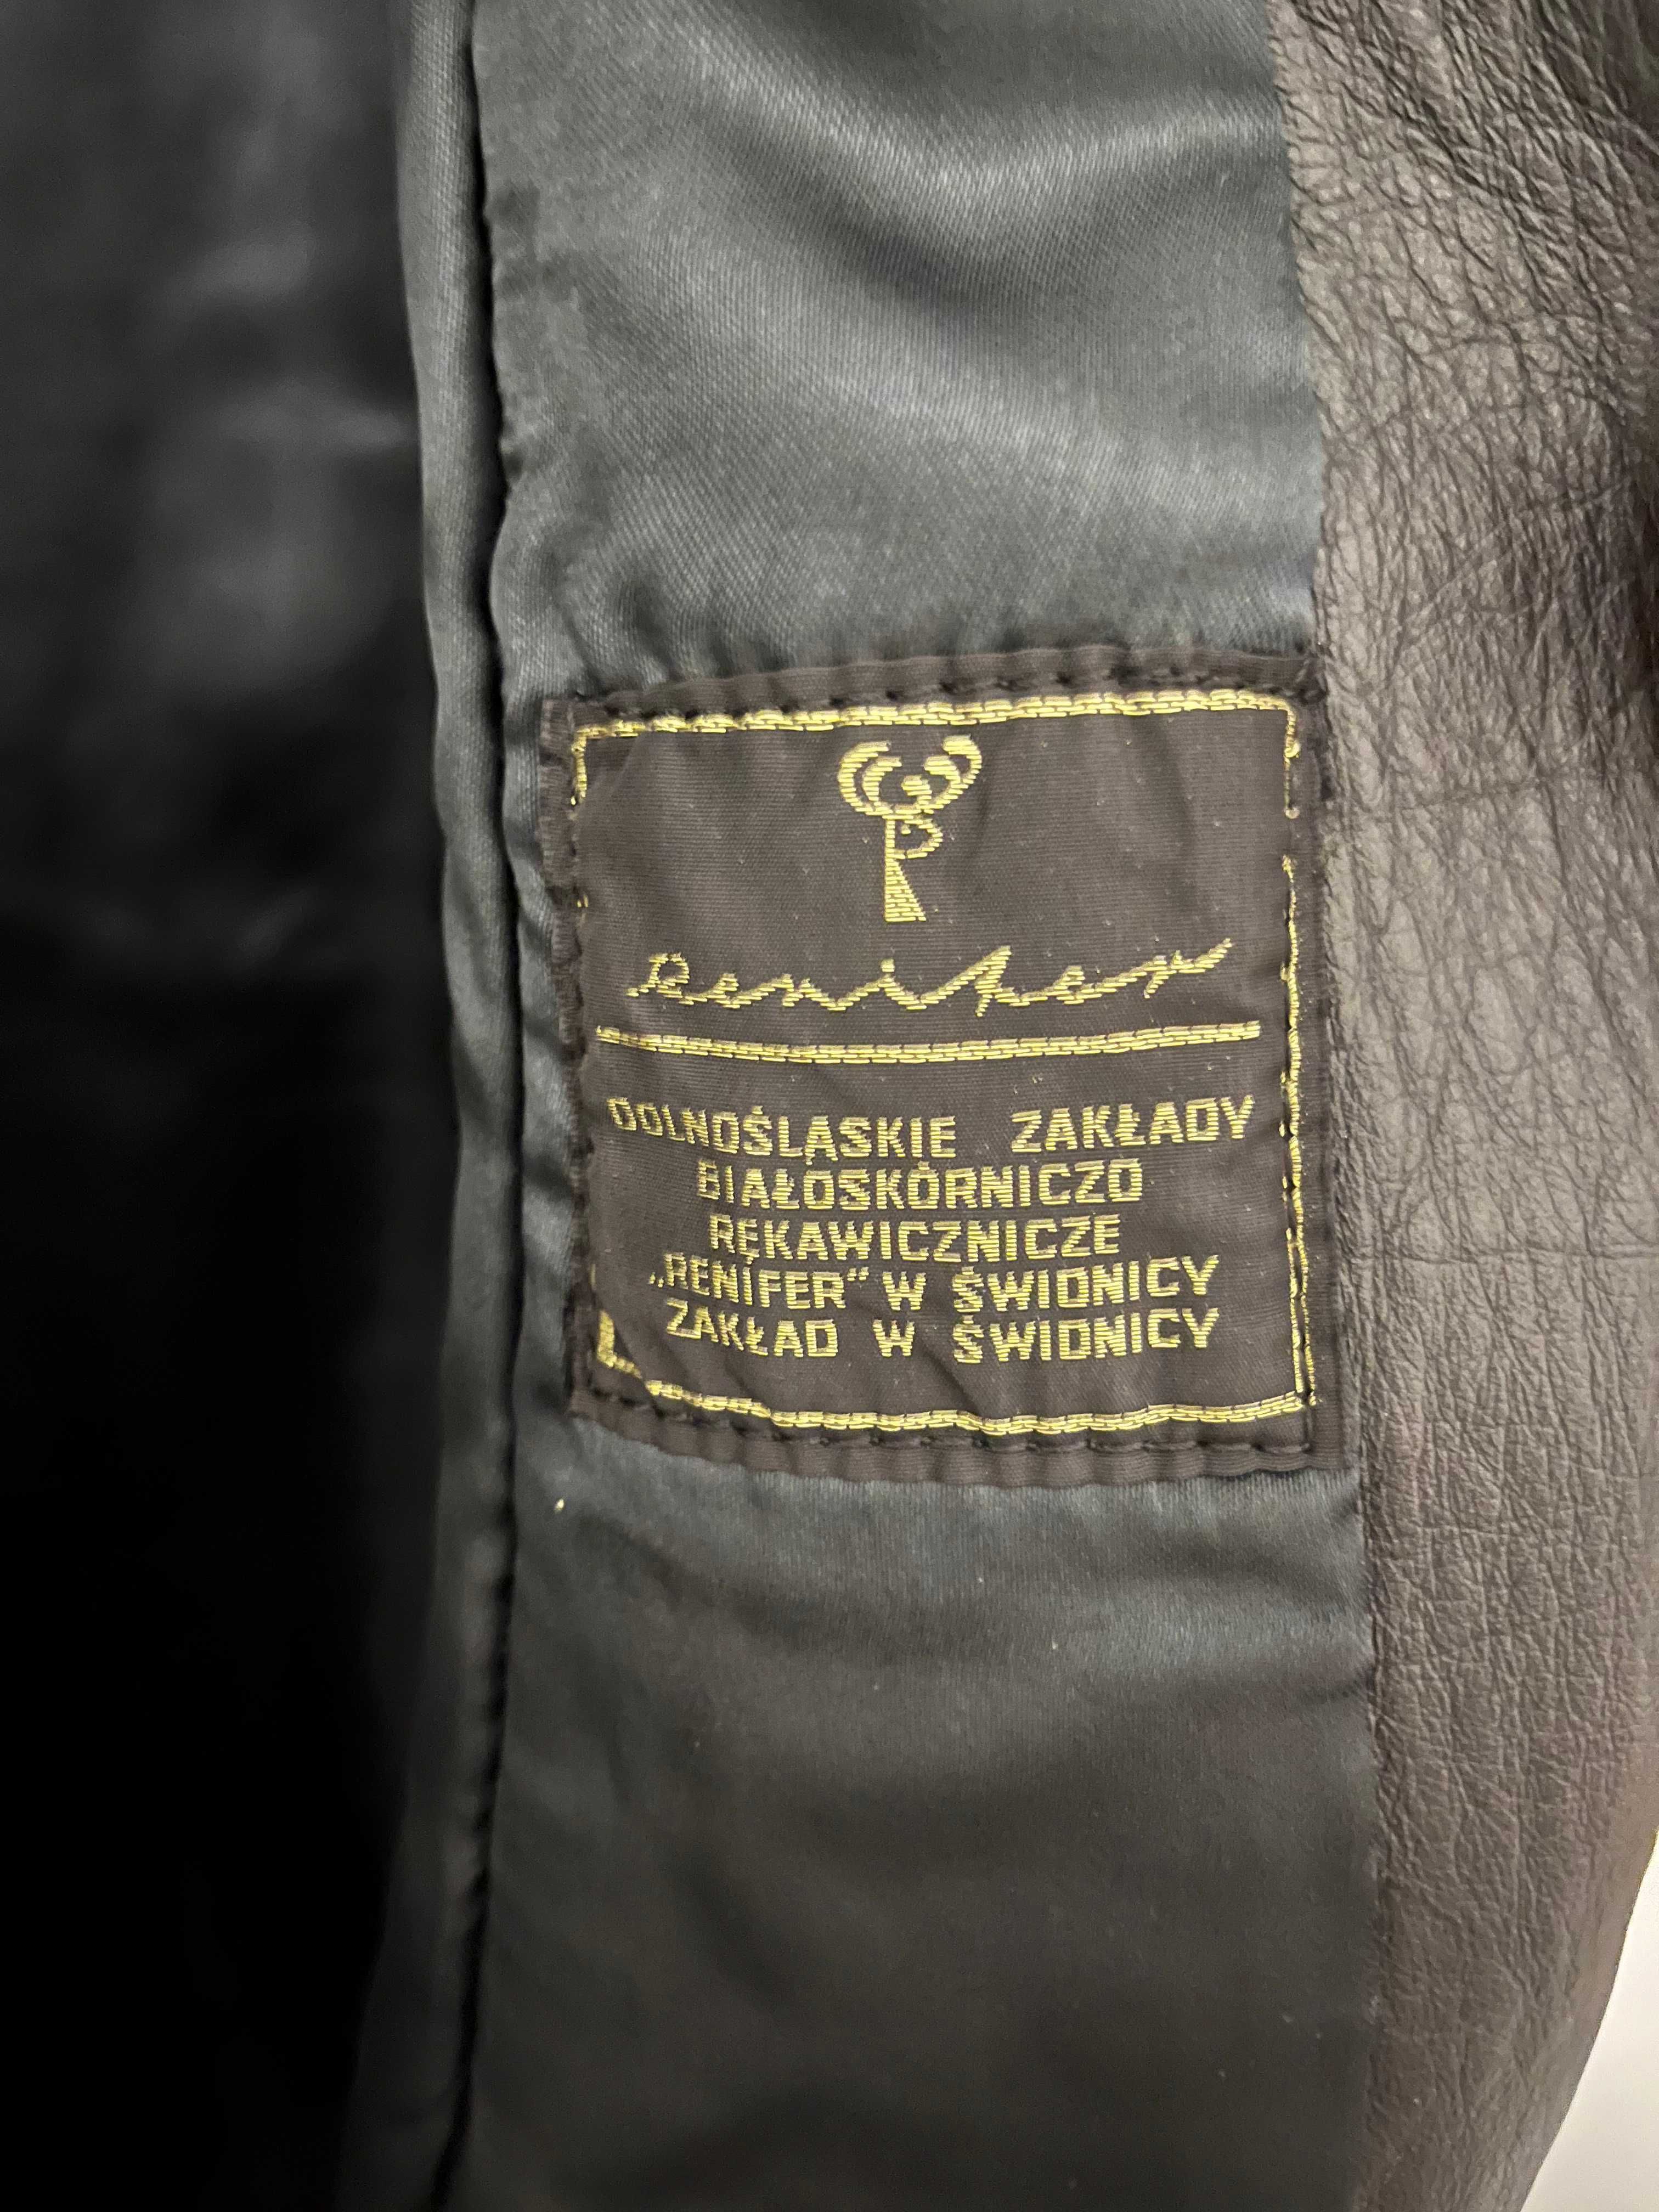 Renifer
DOLNOŚLĄSKIE ZAKŁADY
BIAŁOSKÓRNICZO
RĘKAWICZNICZE
„RENIFER" W ŚWIDNICY
ZAKŁAD W ŚWIDNICY